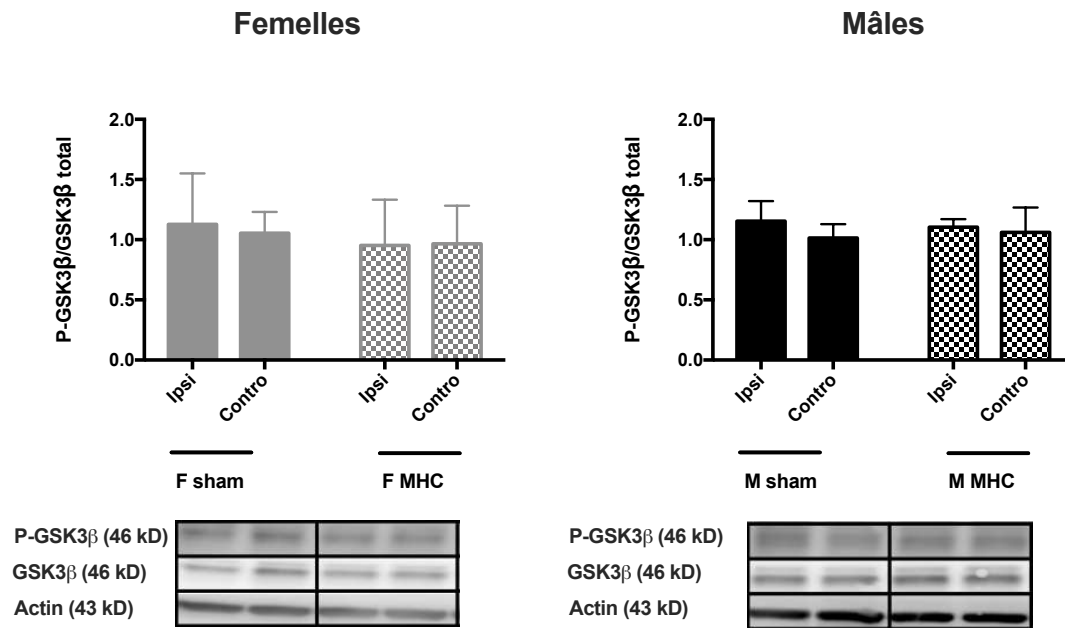 Femelles
P-GSK3β/GSK3β total
2.0
1.5
1.0
0.5
0.0
Ipsi
Contro
Ipsi
Contro
F sham
F MHC
P-GSK3β (46 kD)
GSK3β (46 kD)
Actin (43 kD)
Mâles
P-GSK3β/GSK3β total
2.0
1.5
1.0
0.5
0.0
Ipsi
Contro
Ipsi
Contro
M sham
M MHC
P-GSK3β (46 kD)
GSK3β (46 kD)
Actin (43 kD)